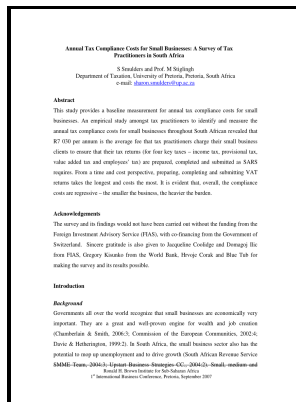 Annual Tax Compliance Costs for Small Businesses: A Survey of Tax
Practitioners in South Africa
S Smulders and Prof. M Stiglingh
Department of Taxation, University of Pretoria, Pretoria, South Africa
e-mail: sharon.smulders@up.ac.za
Abstract
This study provides a baseline measurement for annual tax compliance costs for small
businesses. An empirical study amongst tax practitioners to identify and measure the
annual tax compliance costs for small businesses throughout South African revealed that
R7 030 per annum is the average fee that tax practitioners charge their small business
clients to ensure that their tax returns (for four key taxes – income tax, provisional tax,
value added tax and employees' tax) are prepared, completed and submitted as SARS
requires. From a time and cost perspective, preparing, completing and submitting VAT
returns takes the longest and costs the most. It is evident that, overall, the compliance
costs are regressive – the smaller the business, the heavier the burden.
Acknowledgements
The survey and its findings would not have been carried out without the funding from the
Foreign Investment Advisory Service (FIAS), with co-financing from the Government of
Switzerland. Sincere gratitude is also given to Jacqueline Coolidge and Domagoj Ilic
from FIAS, Gregory Kisunko from the World Bank, Hrvoje Corak and Blue Tub for
making the survey and its results possible.
Introduction
Background
Governments all over the world recognize that small businesses are economically very
important. They are a great and well-proven engine for wealth and job creation
(Chamberlain & Smith, 2006:3; Commission of the European Communities, 2002:4;
Davie & Hetherington, 1999:2). In South Africa, the small business sector also has the
potential to mop up unemployment and to drive growth (South African Revenue Service
SMME Team, 2004:3; Upstart Business Strategies CC., 2004:2). Small, medium and
Ronald H. Brown Institute for Sub-Saharan Africa
1st International Business Conference, Pretoria, September 2007